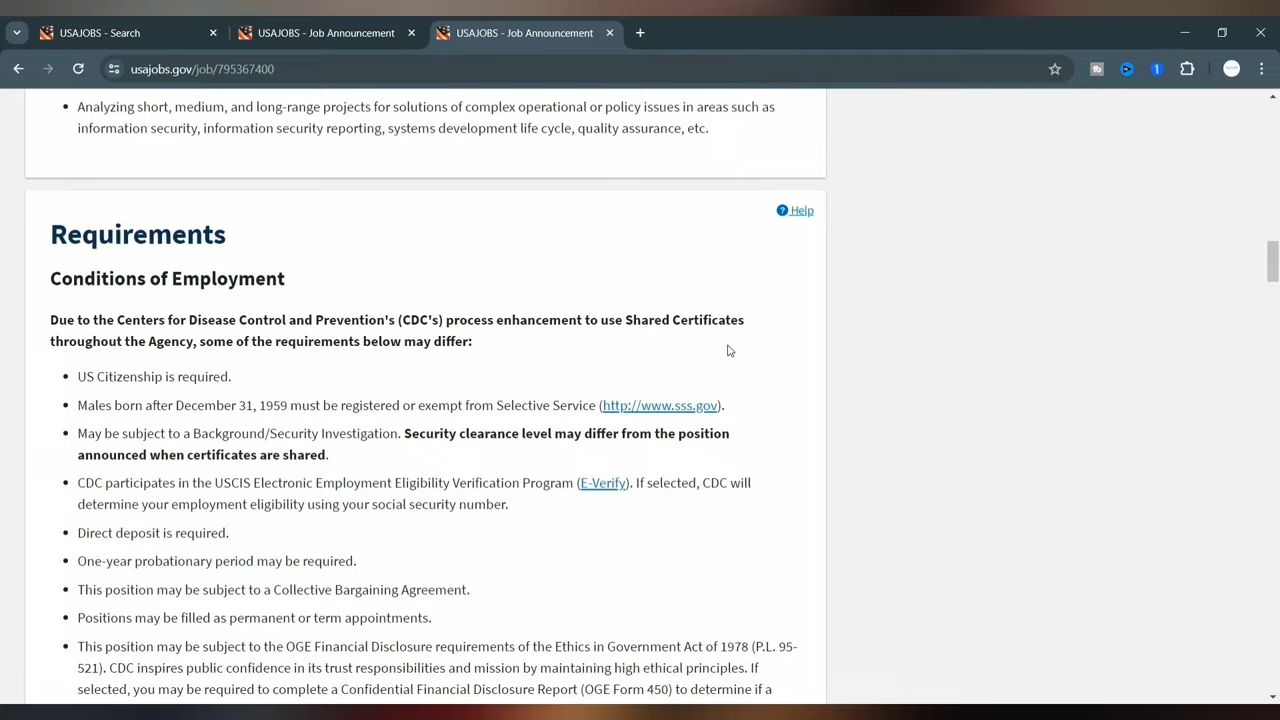 USAJOBS - Search
USAJOBS - Job Announcement
USAJOBS - Job Announcement
usajobs.gov/job/795367400
• Analyzing short, medium, and long-range projects for solutions of complex operational or policy issues in areas such as
information security, information security reporting, systems development life cycle, quality assurance, etc.
Help
Requirements
Conditions of Employment
Due to the Centers for Disease Control and Prevention's (CDC's) process enhancement to use Shared Certificates
throughout the Agency, some of the requirements below may differ:
• US Citizenship is required.
• Males born after December 31, 1959 must be registered or exempt from Selective Service (http://www.sss.gov).
• May be subject to a Background/Security Investigation. Security clearance level may differ from the position
announced when certificates are shared.
• CDC participates in the USCIS Electronic Employment Eligibility Verification Program (E-Verify). If selected, CDC will
determine your employment eligibility using your social security number.
• Direct deposit is required.
• One-year probationary period may be required.
• This position may be subject to a Collective Bargaining Agreement.
• Positions may be filled as permanent or term appointments.
• This position may be subject to the OGE Financial Disclosure requirements of the Ethics in Government Act of 1978 (P.L. 95-
521). CDC inspires public confidence in its trust responsibilities and mission by maintaining high ethical principles. If
selected, you may be required to complete a Confidential Financial Disclosure Report (OGE Form 450) to determine if a